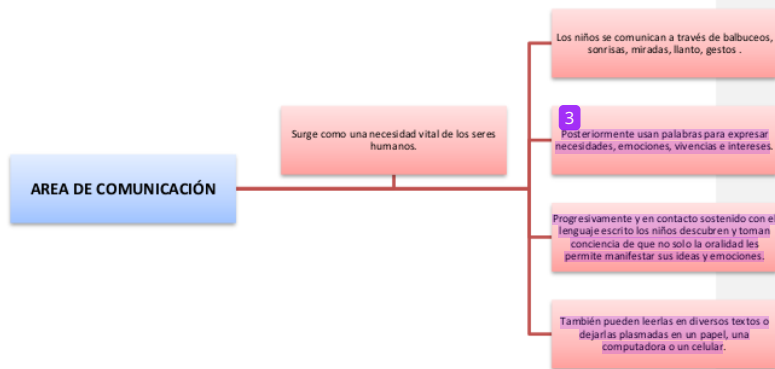 Los niños se comunican a través de balbuceos,
sonrisas, miradas, llanto, gestos .
3
Posteriormente usan palabras para expresar
necesidades, emociones, vivencias e intereses.
Surge como una necesidad vital de los seres
humanos.
AREA DE COMUNICACIÓN
Progresivamente y en contacto sostenido con el
lenguaje escrito los niños descubren y toman
conciencia de que no solo la oralidad les
permite manifestar sus ideas y emociones.
También pueden leerlas en diversos textos o
dejarlas plasmadas en un papel, una
computadora o un celular.